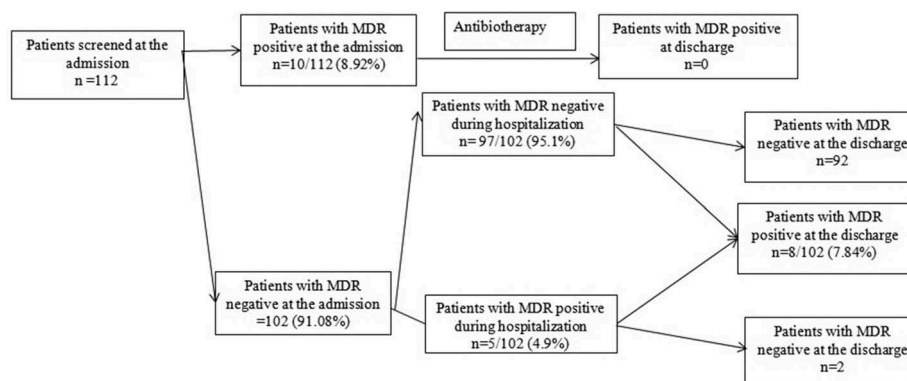 Patients screened at the
admission
n =112
Patients with MDR
positive at the admission
n=10/112 (8.92%)
Antibiotherapy
Patients with MDR positive
at discharge
n=0
Patients with MDR negative
during hospitalization
n= 97/102 (95.1%)
Patients with MDR
negative at the discharge
n=92
Patients with MDR
positive at the discharge
n=8/102 (7.84%)
Patients with MDR
negative at the admission
=102 (91.08%)
Patients with MDR positive
during hospitalization
n=5/102 (4.9%)
Patients with MDR
negative at the discharge
n=2